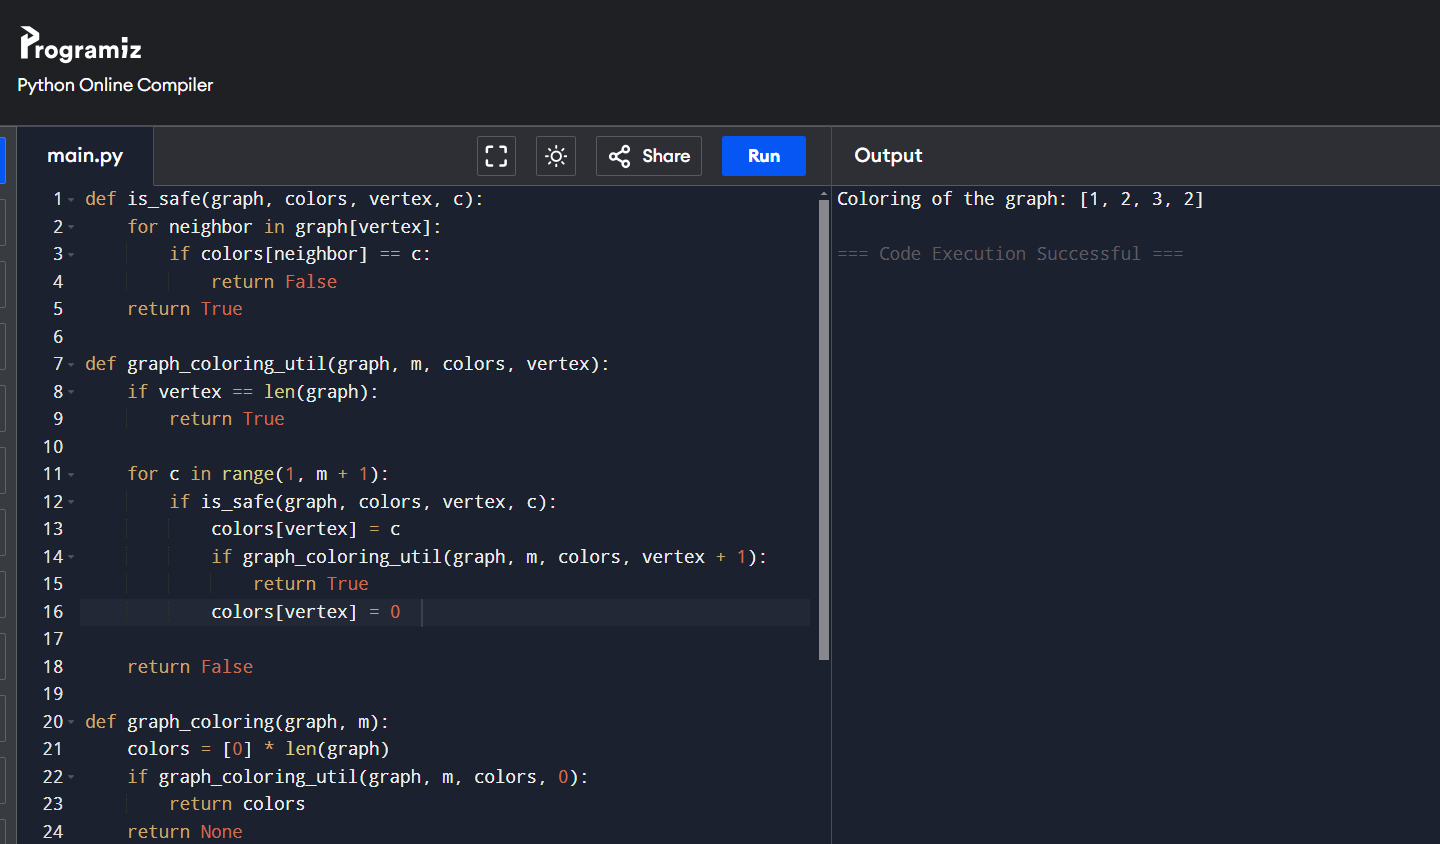 Programiz
Python Online Compiler
main.py
Share
Run
Output
1 def is_safe(graph, colors, vertex, c):
2     for neighbor in graph[vertex]:
3         if colors[neighbor] == c:
4             return False
5     return True
6
7 def graph_coloring_util(graph, m, colors, vertex):
8     if vertex == len(graph):
9         return True
10
11     for c in range(1, m + 1):
12         if is_safe(graph, colors, vertex, c):
13             colors[vertex] = c
14             if graph_coloring_util(graph, m, colors, vertex + 1):
15                 return True
16             colors[vertex] = 0
17
18     return False
19
20 def graph_coloring(graph, m):
21     colors = [0] * len(graph)
22     if graph_coloring_util(graph, m, colors, 0):
23         return colors
24     return None
Coloring of the graph: [1, 2, 3, 2]
=== Code Execution Successful ===